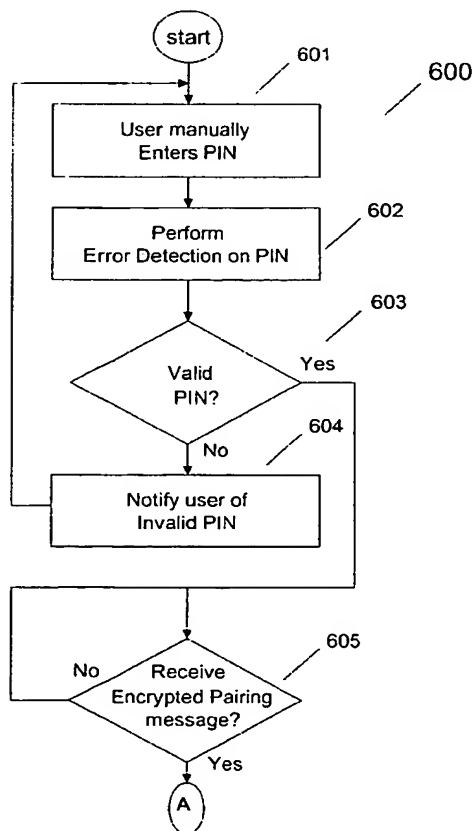 start
601
600
User manually
Enters PIN
Perform
Error Detection on PIN
602
603
Valid
PIN?
Yes
No
604
Notify user of
Invalid PIN
605
No
Receive
Encrypted Pairing
message?
Yes
A